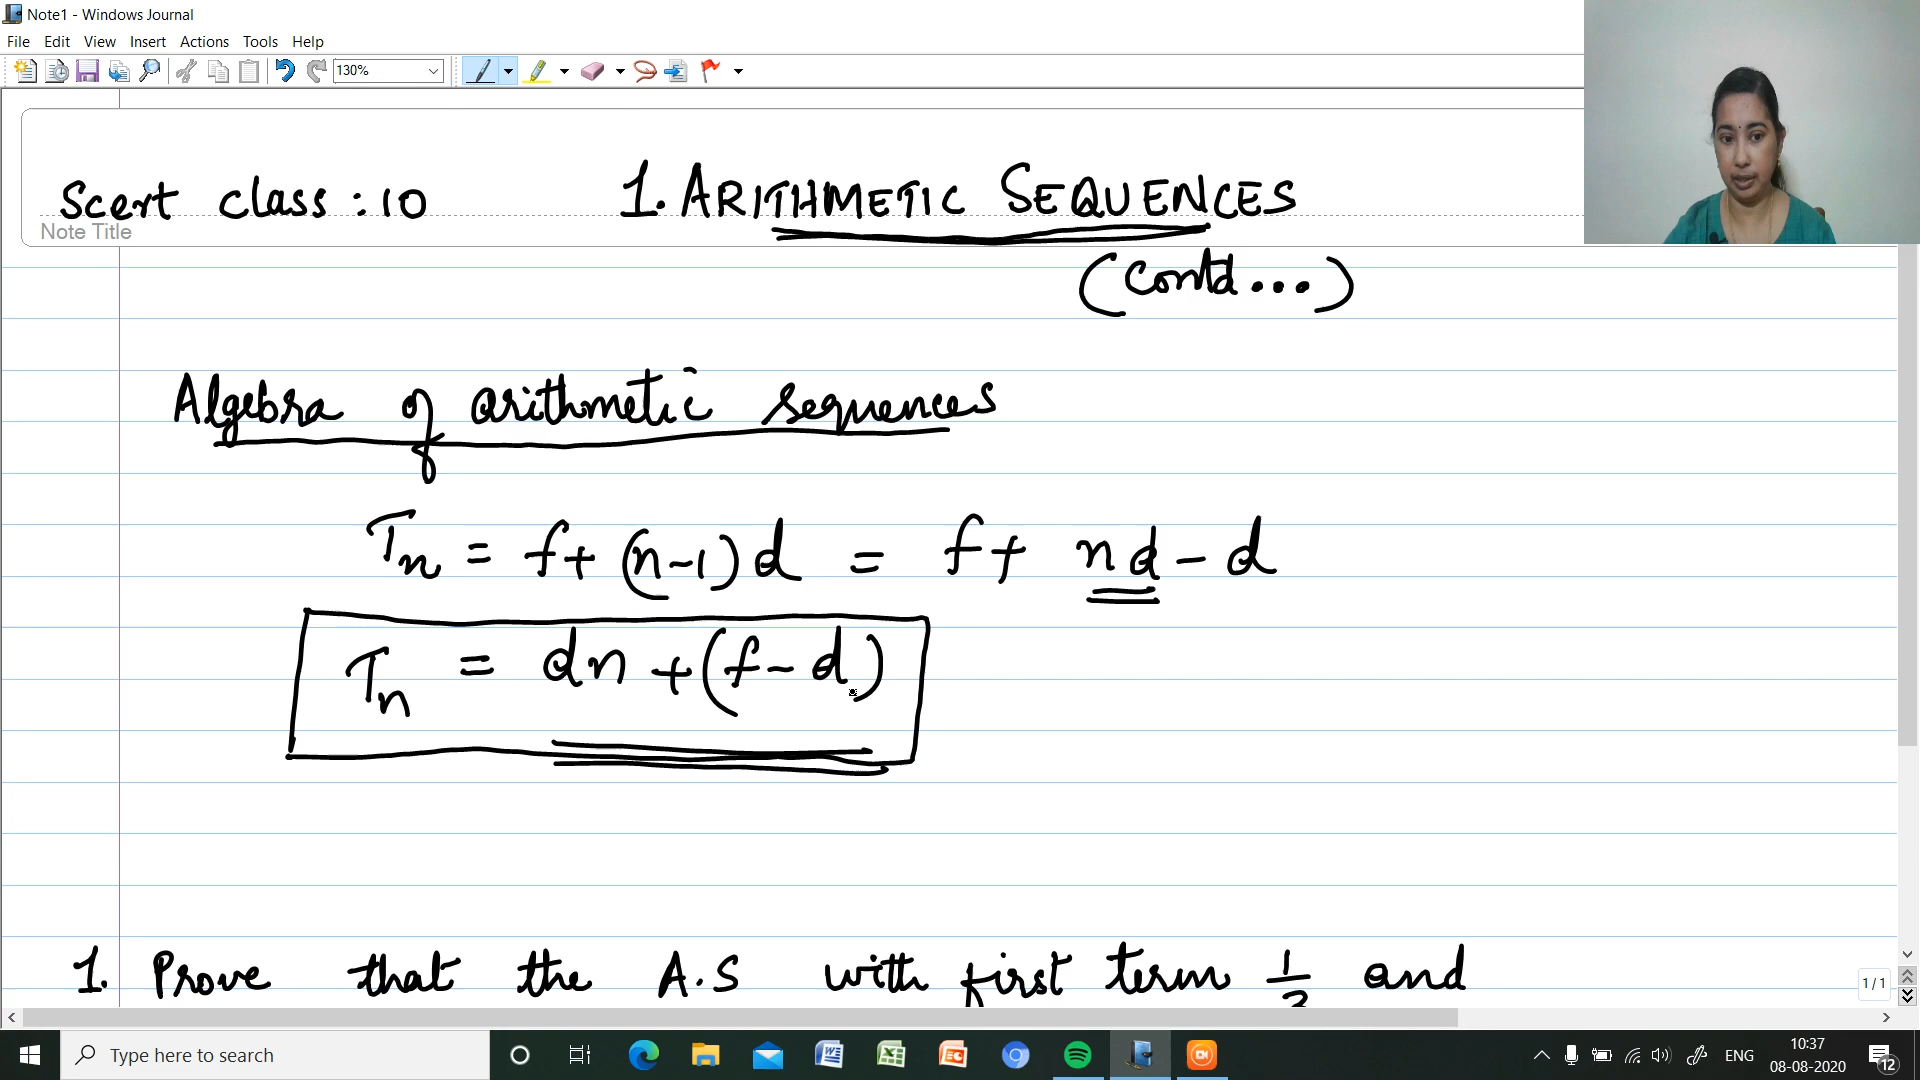 Note1 - Windows Journal
File Edit View Insert Actions Tools Help
130%
Scert class : 10 1. ARITHMETIC SEQUENCES
Note Title
(Contd...)
Algebra of arithmetic sequences
Tn = f+ (n-1)d = f+ nd - d
Tn = dn + (f - d)
1. Prove that the A.S with first term 1/ and
1 / 1
Type here to search
ENG
10:37
08-08-2020
12